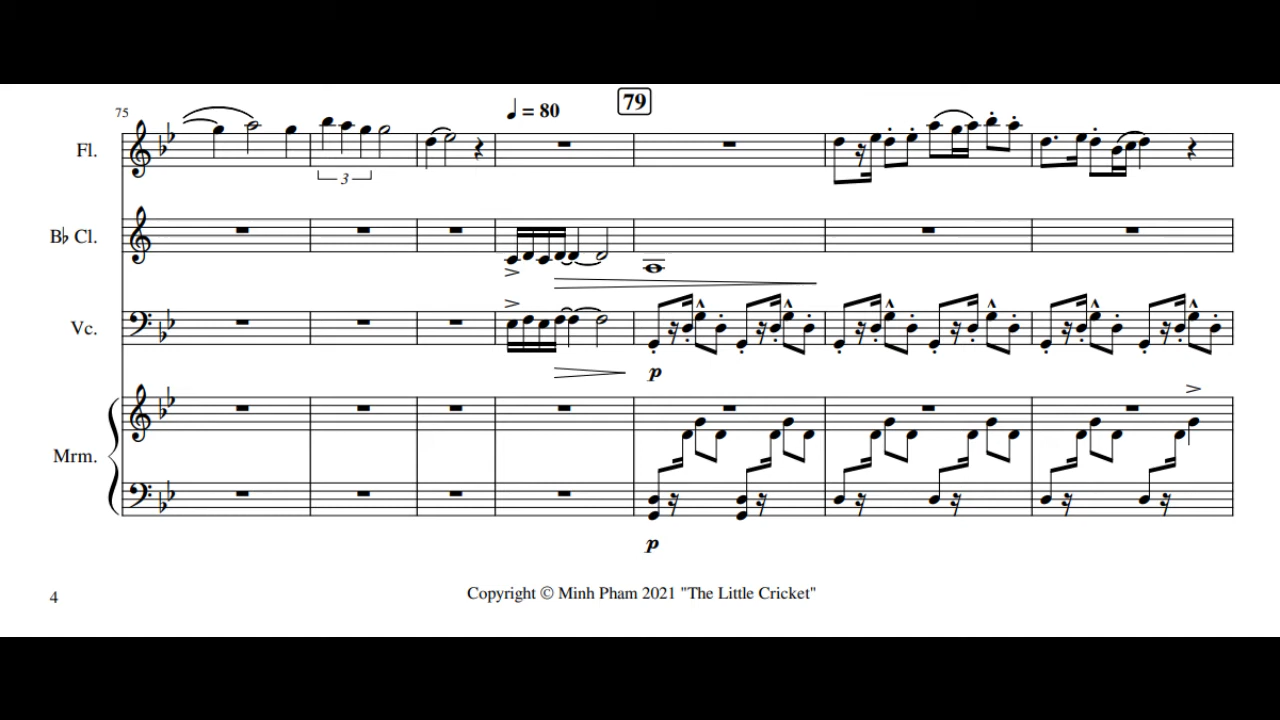 75
♩ = 80
79
Fl.
3
B♭ Cl.
Vc.
p
Mrm.
p
4
Copyright © Minh Pham 2021 "The Little Cricket"